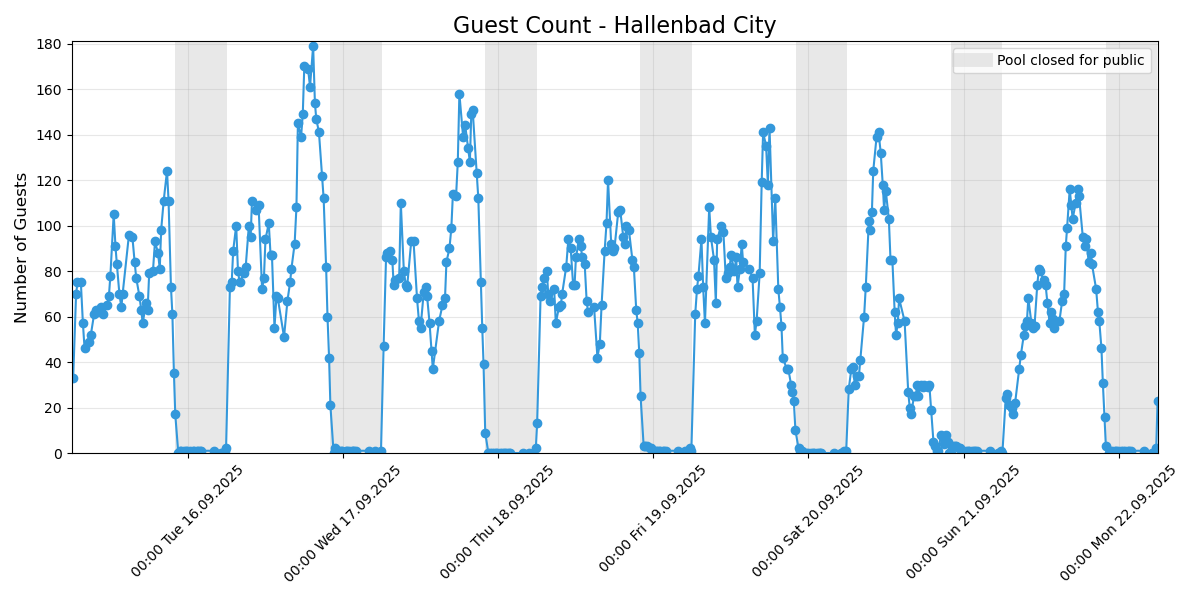 Guest Count - Hallenbad City
Number of Guests
180
160
140
120
100
80
60
40
20
0
Pool closed for public
00:00 Tue 16.09.2025
00:00 Wed 17.09.2025
00:00 Thu 18.09.2025
00:00 Fri 19.09.2025
00:00 Sat 20.09.2025
00:00 Sun 21.09.2025
00:00 Mon 22.09.2025